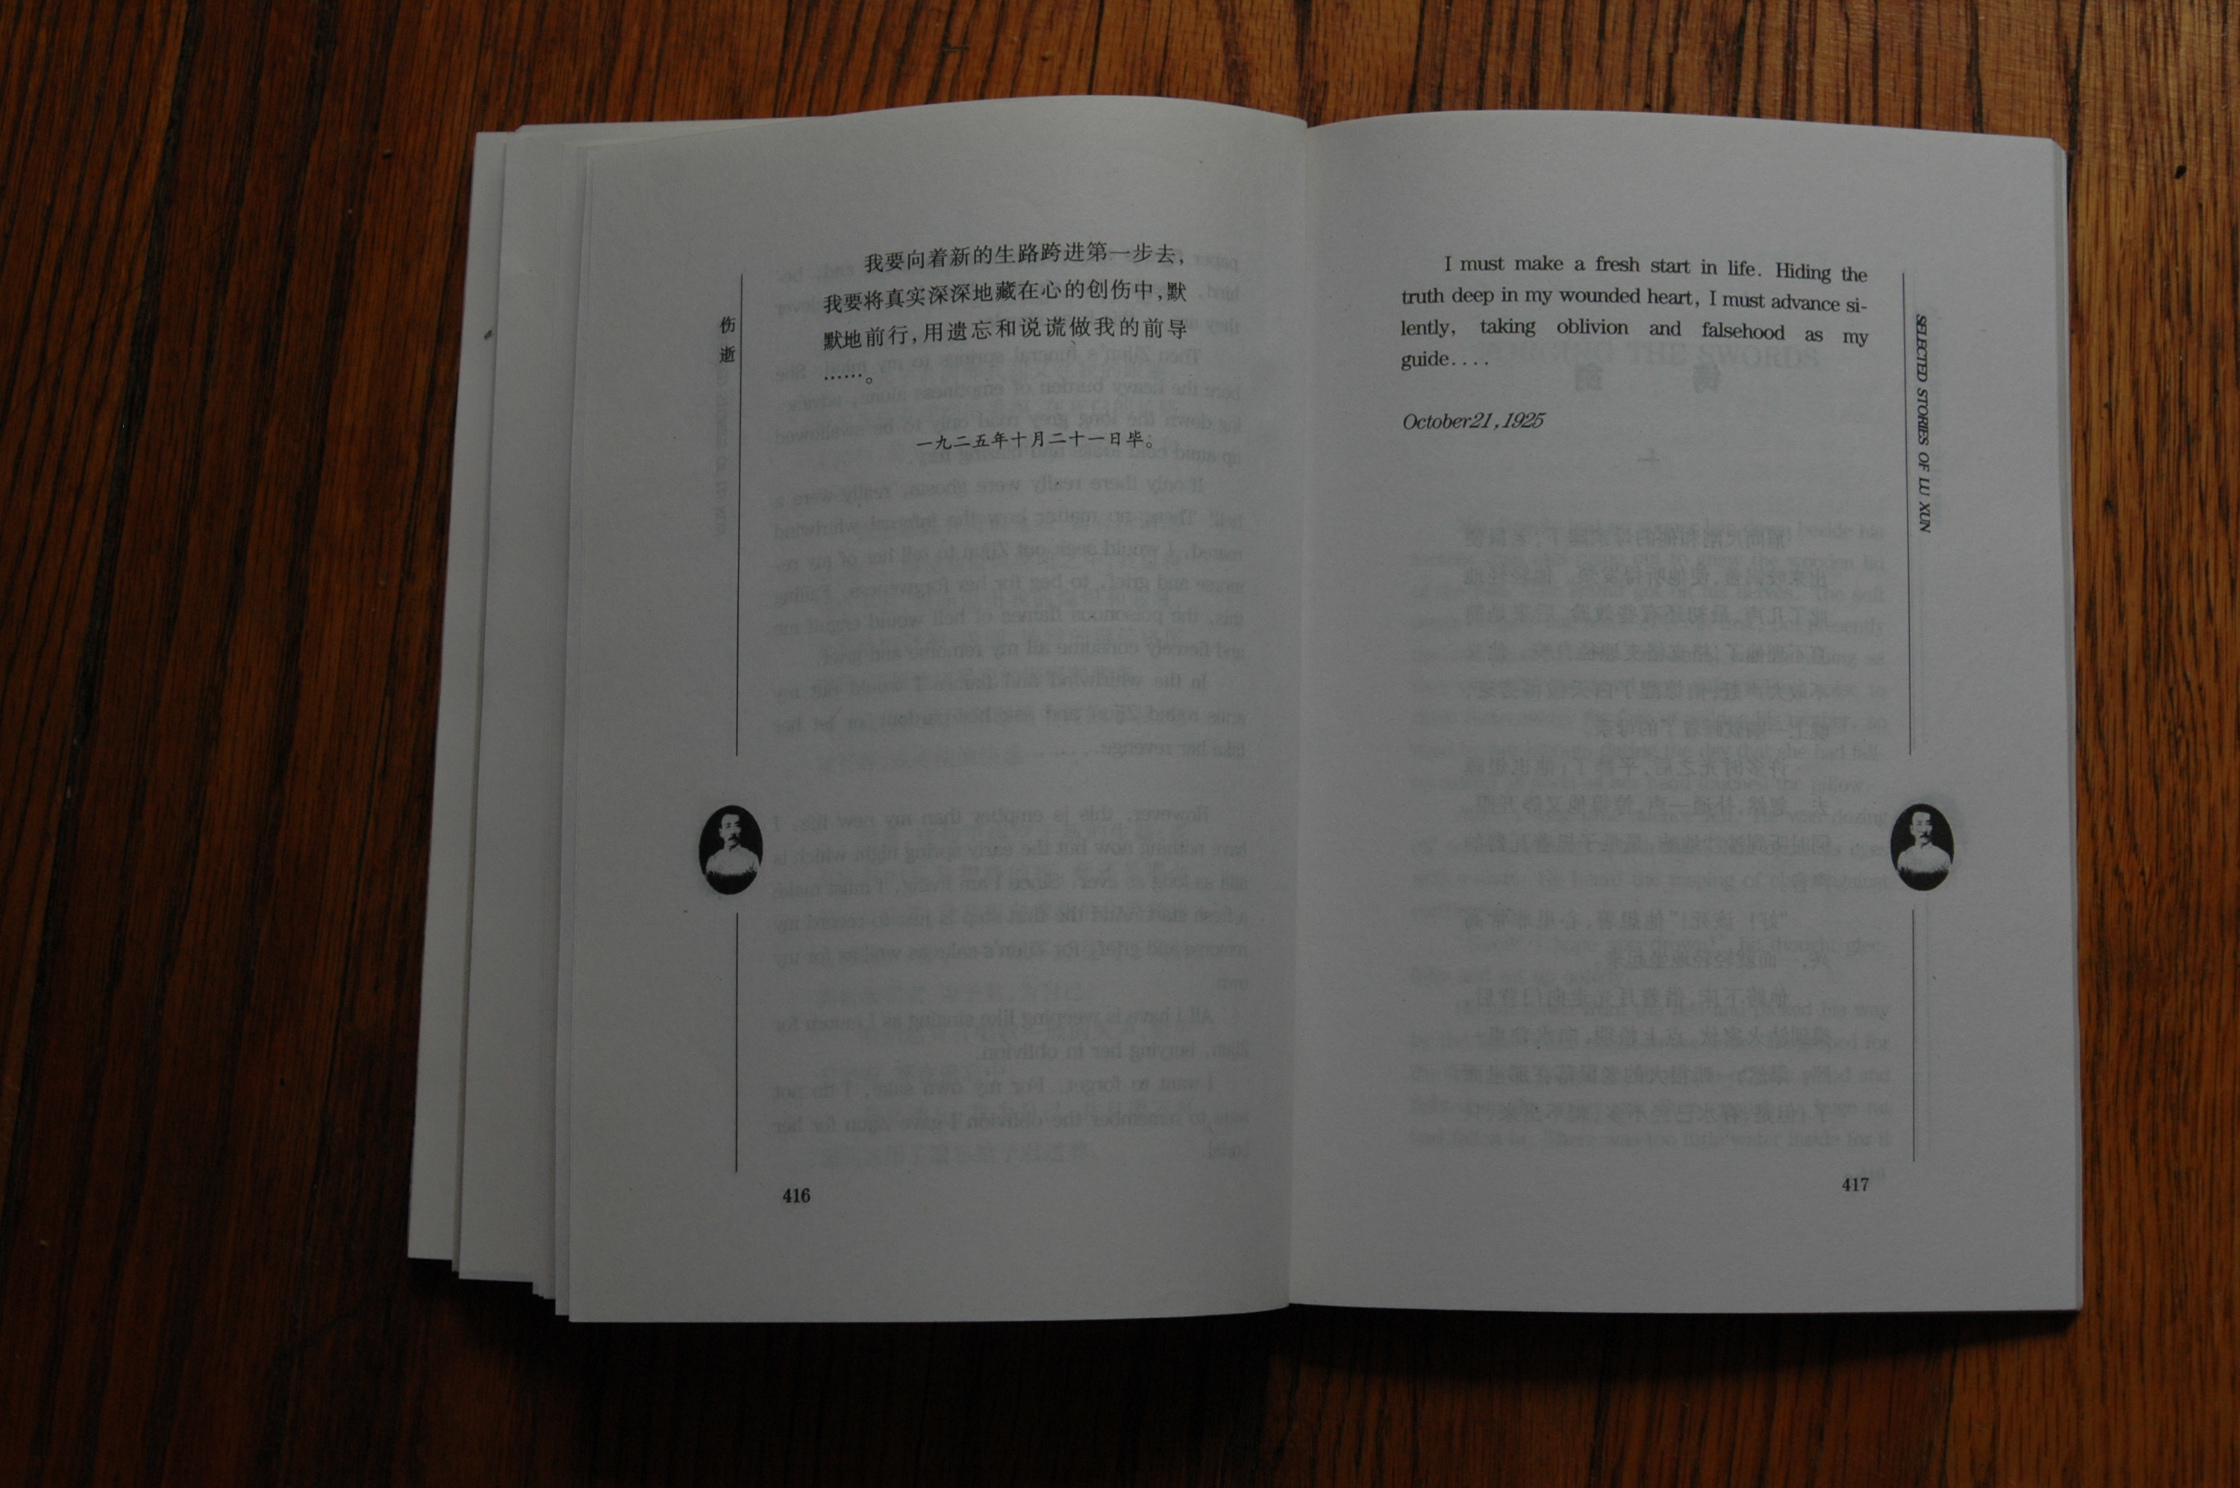 伤逝
我要向着新的生路跨进第一步去，
我要将真实深深地藏在心的创伤中，默
默地前行，用遗忘和说谎做我的前导
……。
一九二五年十月二十一日毕。
416
I must make a fresh start in life. Hiding the
truth deep in my wounded heart, I must advance si-
lently, taking oblivion and falsehood as my
guide....
October21,1925
SELECTED STORIES OF LU XUN
417